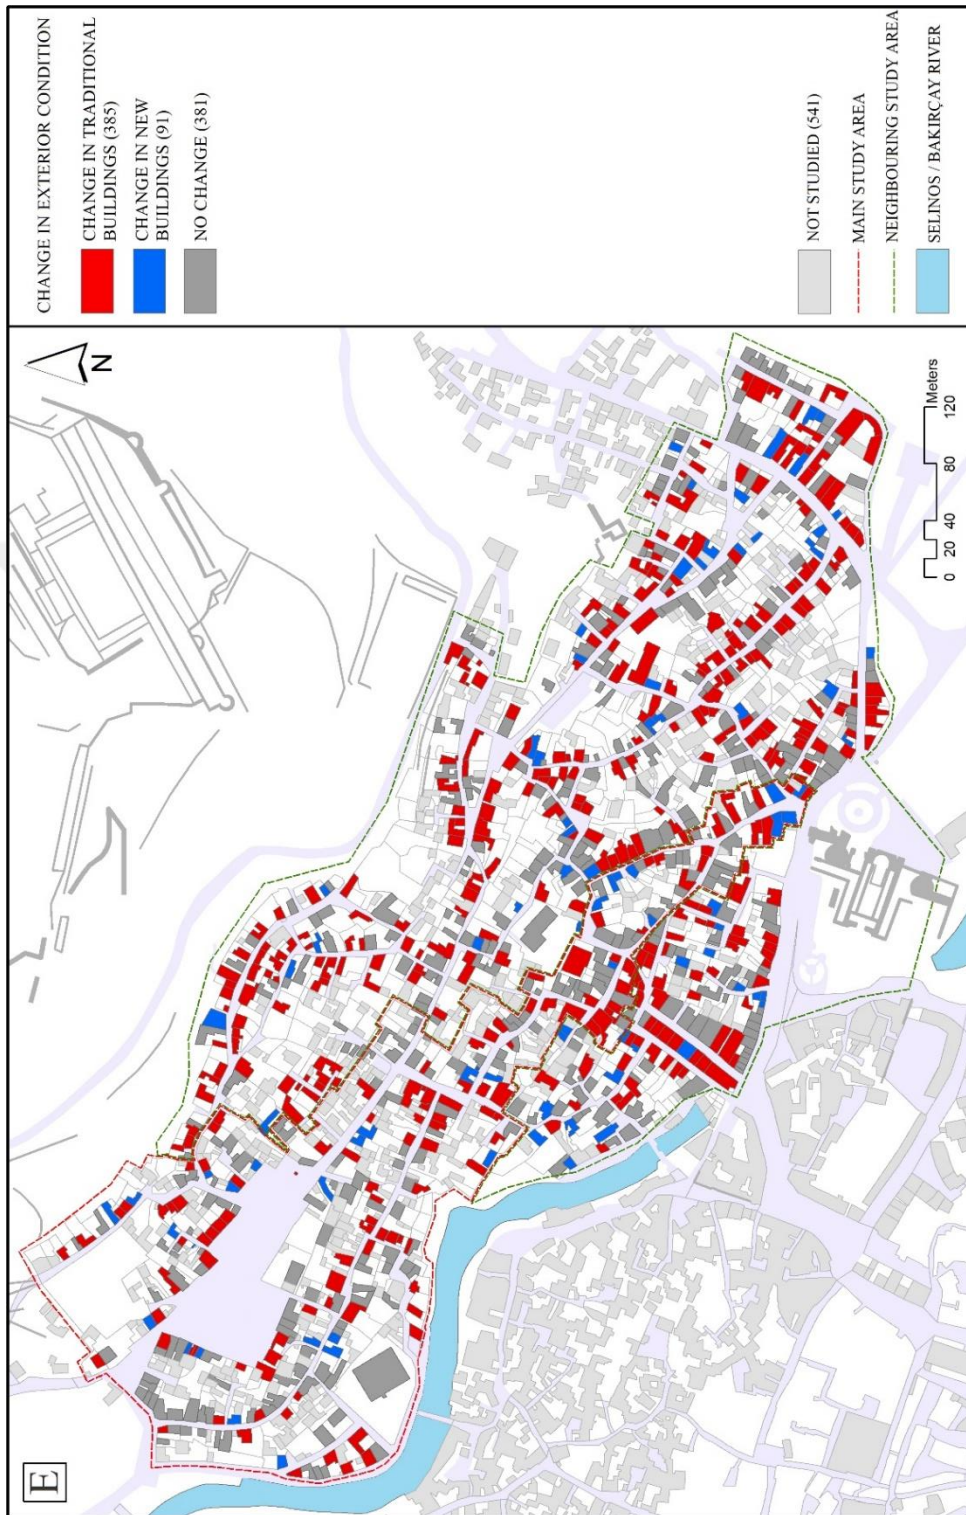 CHANGE IN EXTERIOR CONDITION
CHANGE IN TRADITIONAL
BUILDINGS (385)
CHANGE IN NEW
BUILDINGS (91)
NO CHANGE (381)
NOT STUDIED (541)
MAIN STUDY AREA
NEIGHBOURING STUDY AREA
SELINOS / BAKIRÇAY RIVER
N
E
Meters
0 20 40 80 120